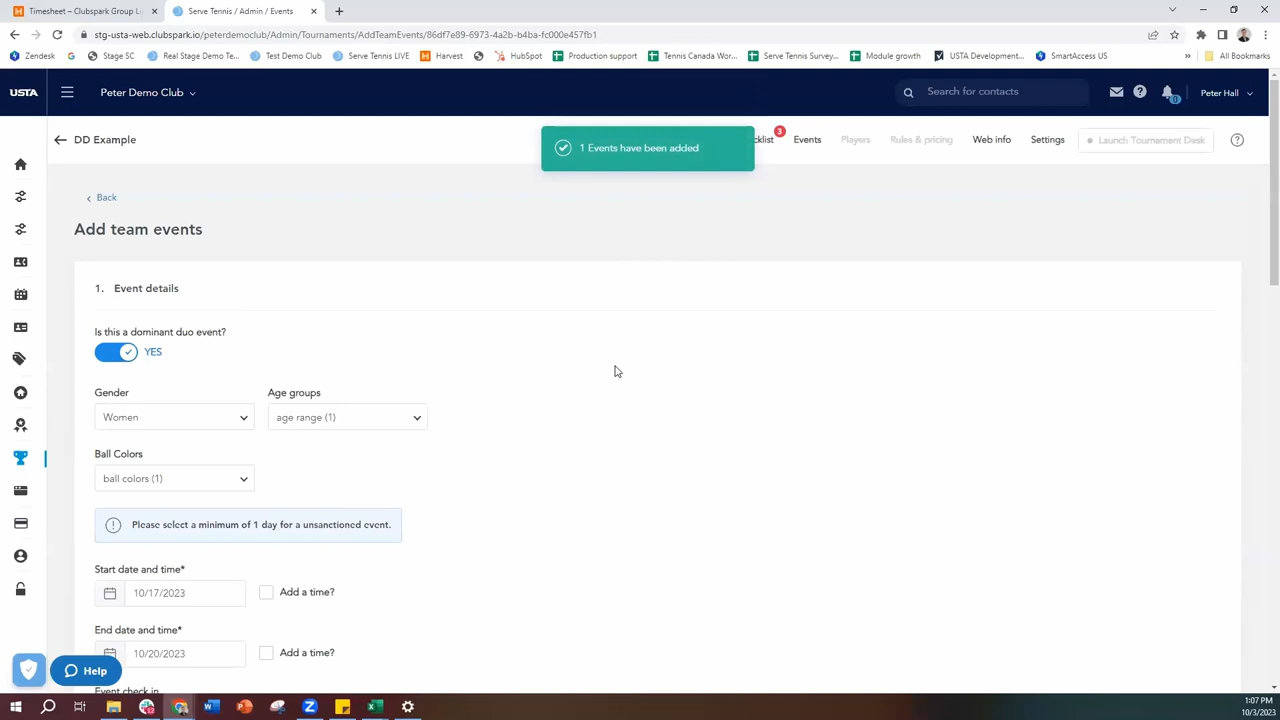 Timesheet – Clubspark Group L
Serve Tennis / Admin / Events
stg-usta-web.clubspark.io/peterdemoclub/Admin/Tournaments/AddTeamEvents/86df7e89-6973-4a2b-b4ba-fc000e457fb1
Zendesk
Stage SC
Real Stage Demo Te...
Test Demo Club
Serve Tennis LIVE
Harvest
HubSpot
Production support
Tennis Canada Wor...
Serve Tennis Survey...
Module growth
USTA Development...
SmartAccess US
»
All Bookmarks
USTA
Peter Demo Club
Search for contacts
0
Peter Hall
DD Example
1 Events have been added
cklist
3
Events
Players
Rules & pricing
Web info
Settings
Launch Tournament Desk
Back
Add team events
1. Event details
Is this a dominant duo event?
YES
Gender
Age groups
Women
age range (1)
Ball Colors
ball colors (1)
Please select a minimum of 1 day for a unsanctioned event.
Start date and time*
10/17/2023
Add a time?
End date and time*
10/20/2023
Add a time?
Event check in
Help
1:07 PM
10/3/2023